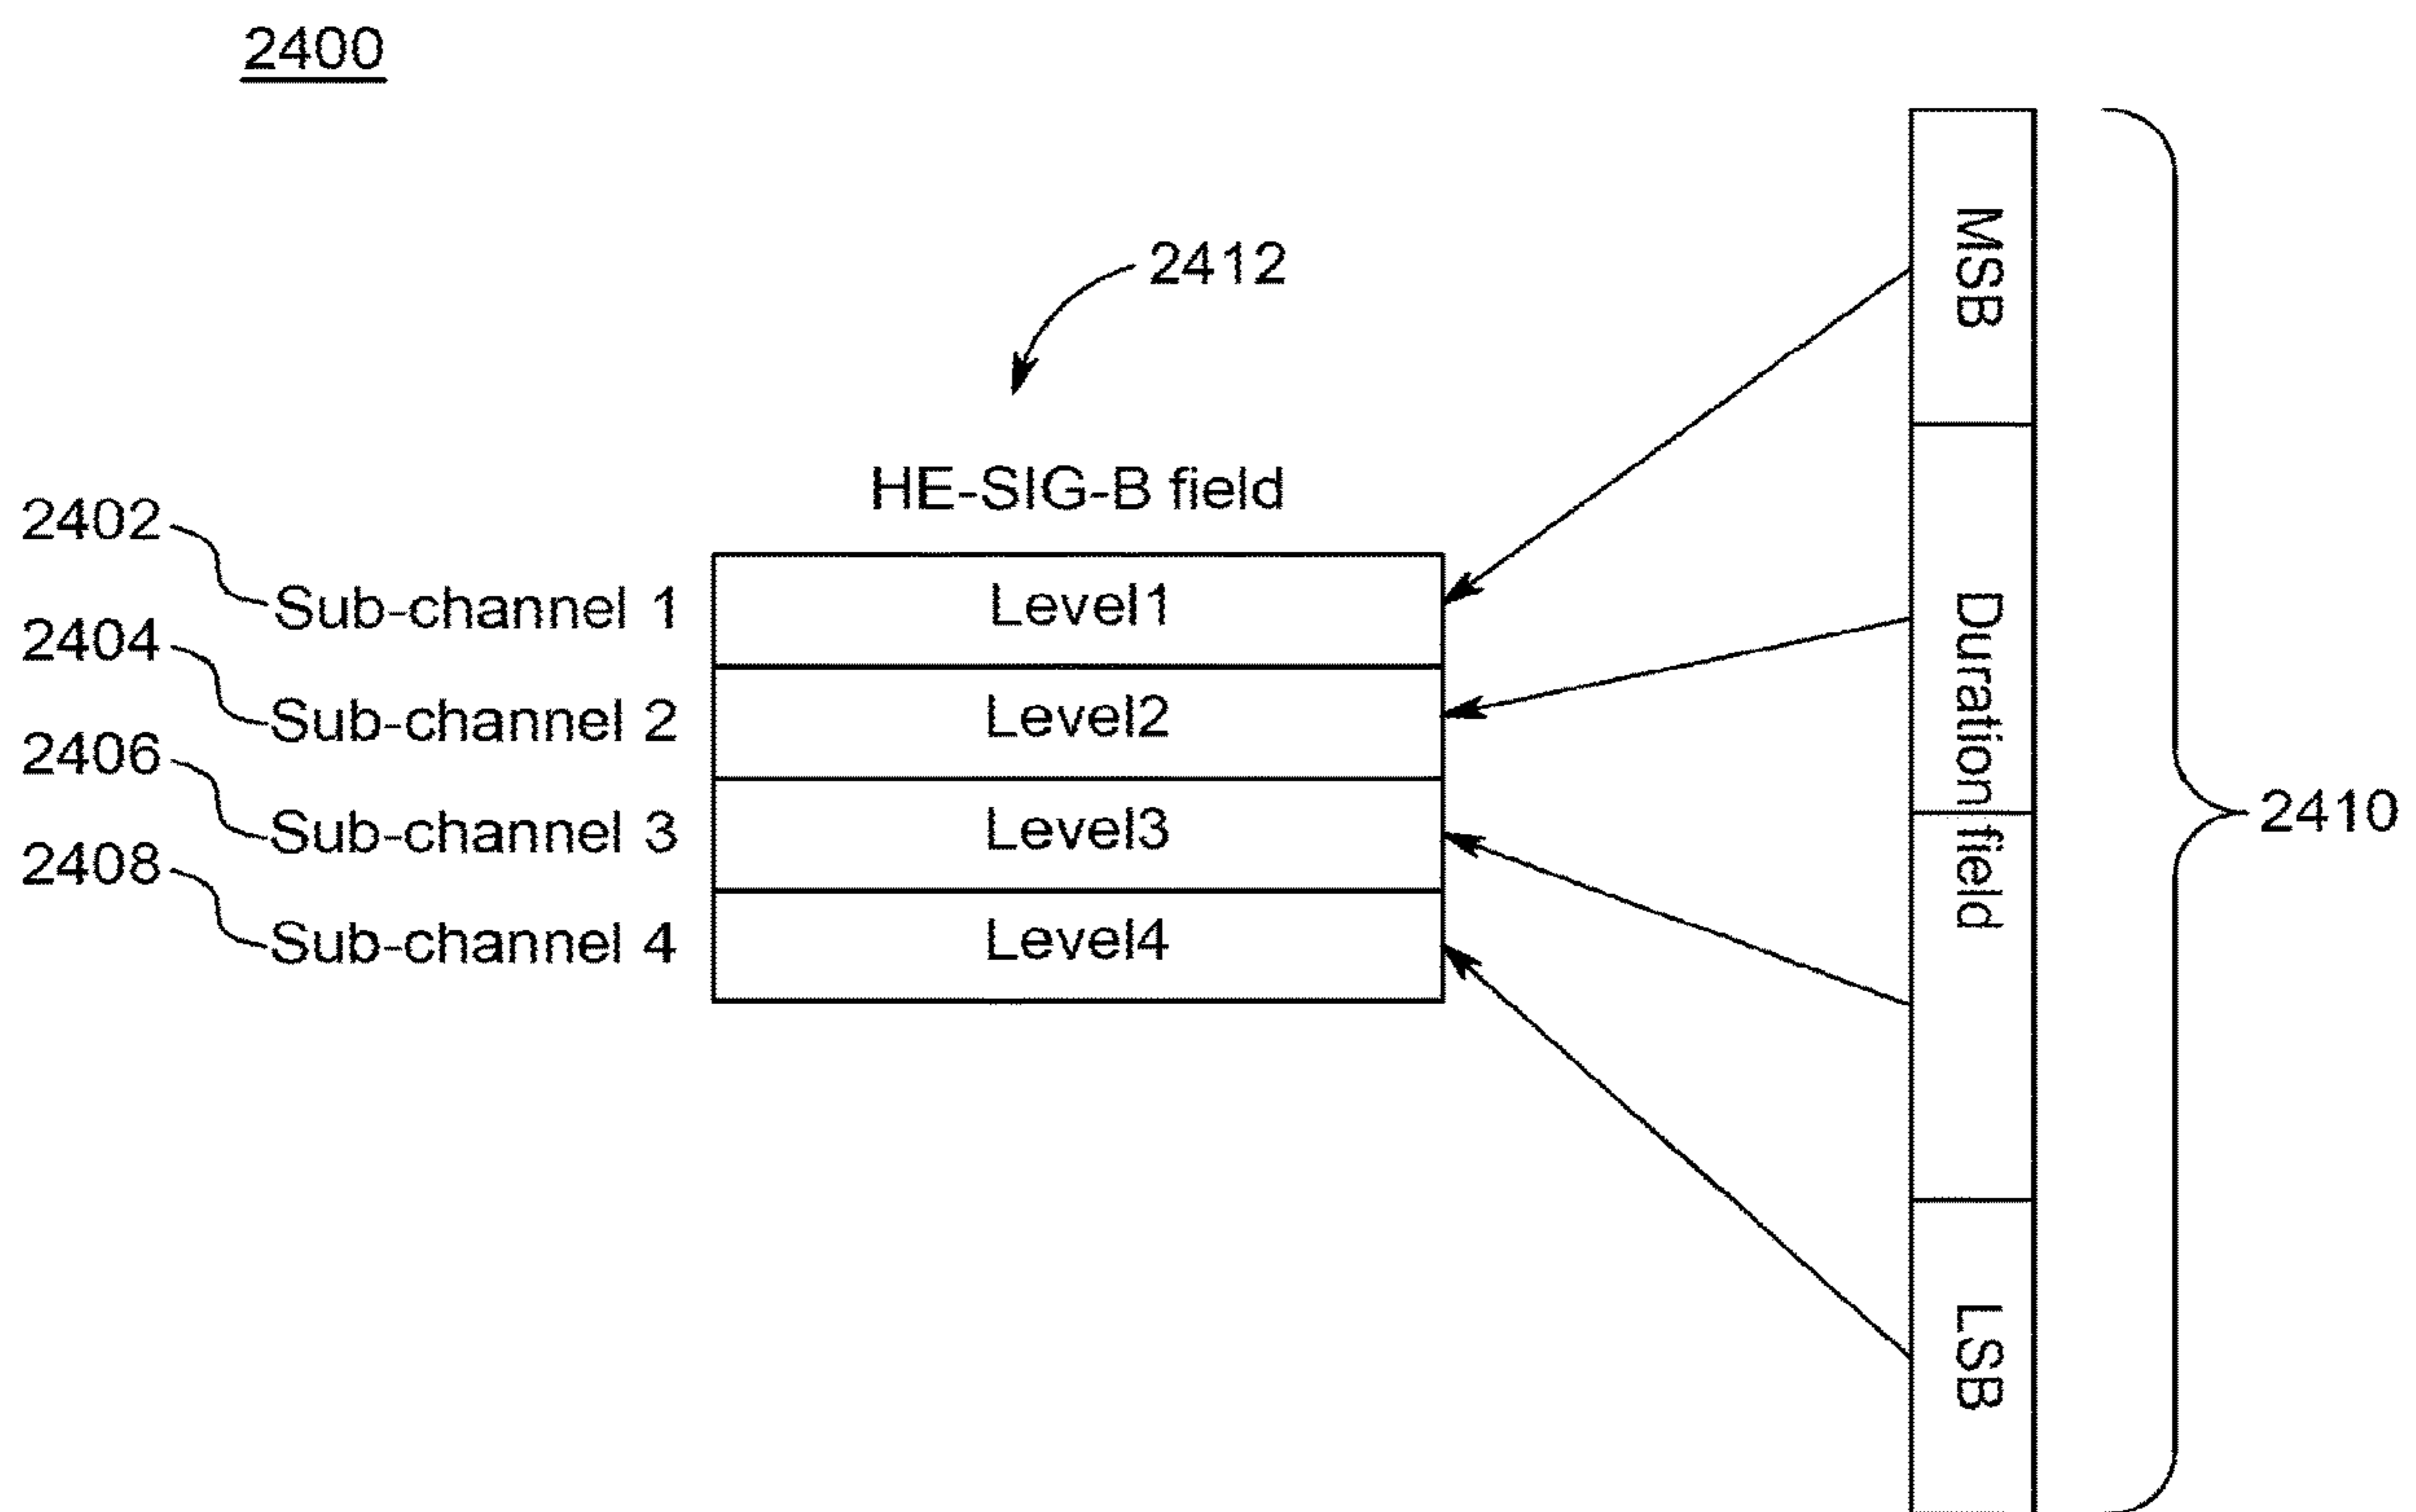 2400
2412
HE-SIG-B field
2402
Sub-channel 1
Level1
2404
Sub-channel 2
Level2
2406
Sub-channel 3
Level3
2408
Sub-channel 4
Level4
MSB
Duration field
LSB
2410